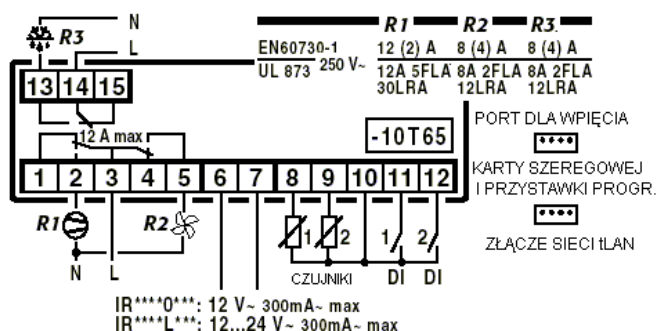 N
R3
L
R1 R2 R3.
EN60730-1
UL 873
250 V~
12 (2) A 8 (4) A 8 (4) A
12A 5FLA 8A 2FLA 8A 2FLA
30LRA 12LRA 12LRA
13 14 15
12 A max
-10T65
PORT DLA WPIĘCIA
KARTY SZEREGOWEJ
I PRZYSTAWKI PROGR.
ZŁĄCZE SIECI tLAN
1 2 3 4 5 6 7 8 9 10 11 12
R1 R2 1 2 1 2
N L
CZUJNIKI DI DI
IR****0***: 12 V~ 300mA~ max
IR****L***: 12...24 V~ 300mA~ max